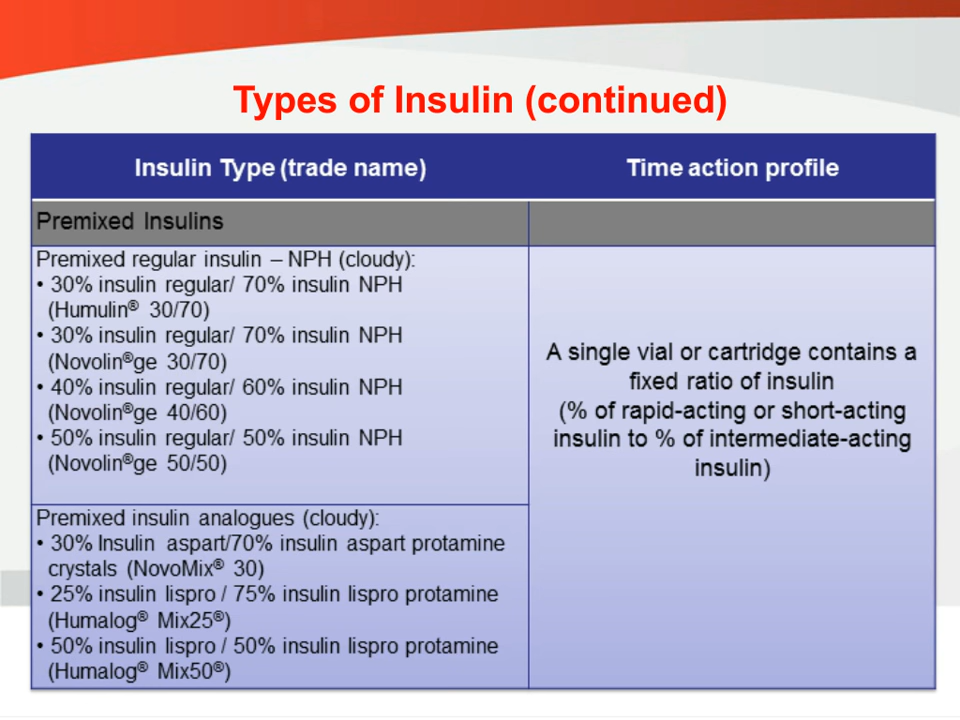 Types of Insulin (continued)
Insulin Type (trade name)
Time action profile
Premixed Insulins
Premixed regular insulin – NPH (cloudy):
• 30% insulin regular/ 70% insulin NPH
(Humulin® 30/70)
• 30% insulin regular/ 70% insulin NPH
(Novolin®ge 30/70)
• 40% insulin regular/ 60% insulin NPH
(Novolin®ge 40/60)
• 50% insulin regular/ 50% insulin NPH
(Novolin®ge 50/50)
A single vial or cartridge contains a
fixed ratio of insulin
(% of rapid-acting or short-acting
insulin to % of intermediate-acting
insulin)
Premixed insulin analogues (cloudy):
• 30% Insulin aspart/70% insulin aspart protamine
crystals (NovoMix® 30)
• 25% insulin lispro / 75% insulin lispro protamine
(Humalog® Mix25®)
• 50% insulin lispro / 50% insulin lispro protamine
(Humalog® Mix50®)